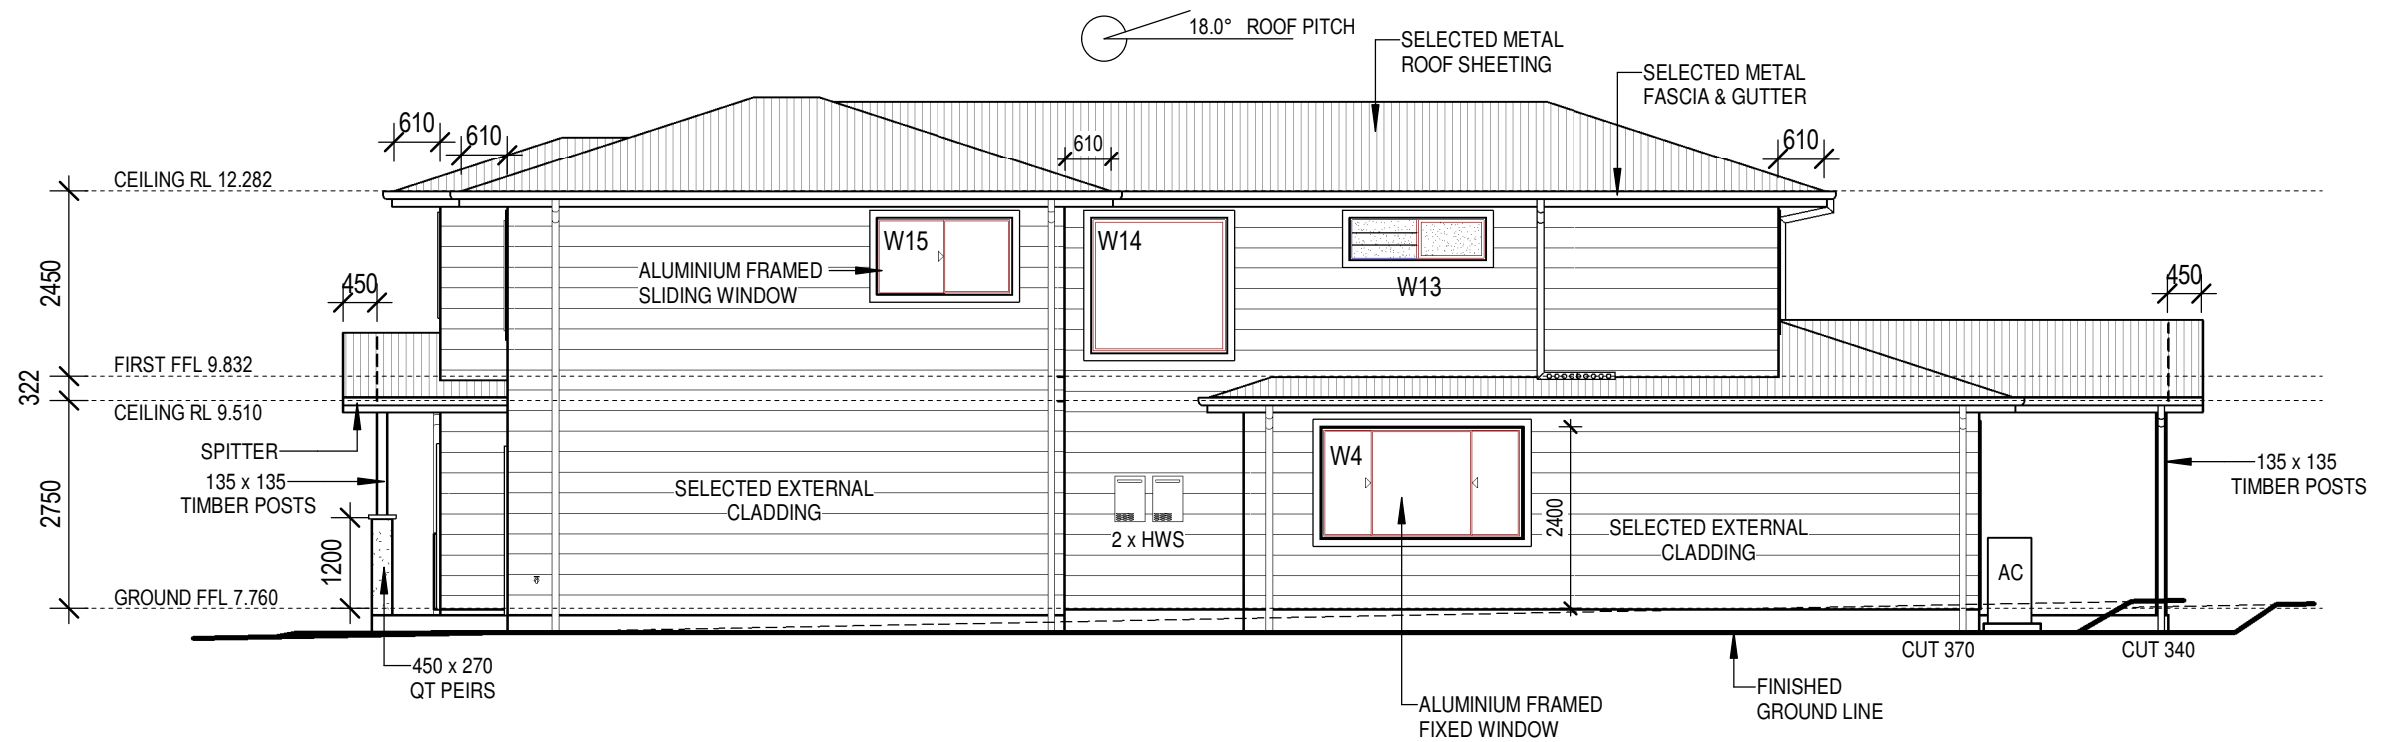 18.0° ROOF PITCH
SELECTED METAL
ROOF SHEETING
SELECTED METAL
FASCIA & GUTTER
610
610
610
610
CEILING RL 12.282
2450
W15
W14
W13
ALUMINIUM FRAMED
SLIDING WINDOW
450
450
FIRST FFL 9.832
322
CEILING RL 9.510
SPITTER
135 x 135
TIMBER POSTS
2750
1200
SELECTED EXTERNAL
CLADDING
2 x HWS
W4
2400
SELECTED EXTERNAL
CLADDING
135 x 135
TIMBER POSTS
AC
GROUND FFL 7.760
450 x 270
QT PEIRS
CUT 370
CUT 340
FINISHED
GROUND LINE
ALUMINIUM FRAMED
FIXED WINDOW